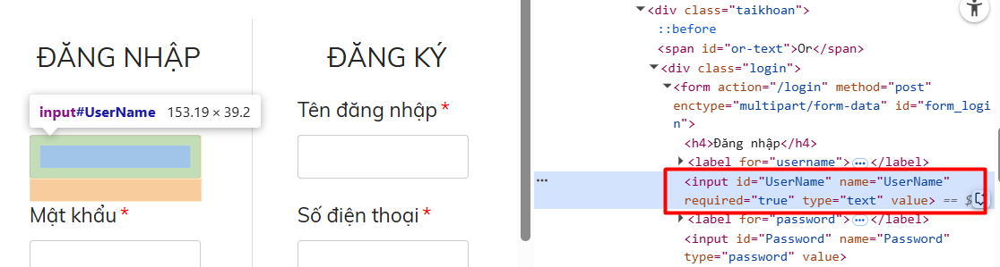 ĐĂNG NHẬP
ĐĂNG KÝ
input#UserName 153.19 × 39.2
Tên đăng nhập *
Mật khẩu *
Số điện thoại *
<div class="taikhoan">
::before
<span id="or-text">Or</span>
<div class="login">
<form action="/login" method="post"
enctype="multipart/form-data" id="form_logi
n">
<h4>Đăng nhập</h4>
<label for="username"> ⋯ </label>
<input id="UserName" name="UserName"
required="true" type="text" value> == $
<label for="password"> ⋯ </label>
<input id="Password" name="Password"
type="password" value>